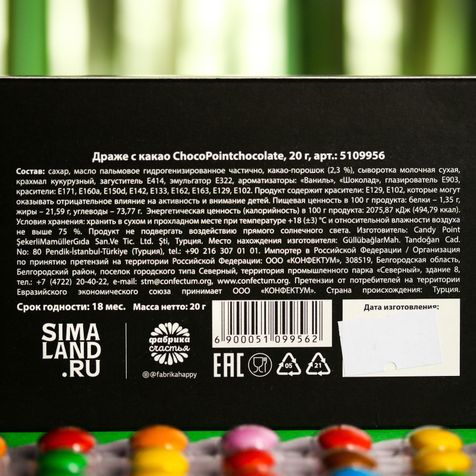 Драже с какао ChocoPointchocolate, 20 г, арт.: 5109956
Состав: сахар, масло пальмовое гидрогенизированное частично, какао-порошок (2,3 %), сыворотка молочная сухая,
крахмал кукурузный, загуститель E414, эмульгатор E322, ароматизаторы: «Ваниль», «Шоколад», глазирователь E903,
красители: E171, E160a, E150d, E142, E133, E162, E163, E129, E102. Продукт содержит красители: E129, E102, которые могут
оказывать отрицательное влияние на активность и внимание детей. Пищевая ценность в 100 г продукта: белки – 1,35 г,
жиры – 21,59 г, углеводы – 73,77 г. Энергетическая ценность (калорийность) в 100 г продукта: 2075,87 кДж (494,79 ккал).
Условия хранения: хранить в сухом и прохладном месте при температуре +18 (±3) °С и относительной влажности воздуха
не выше 75 %. Продукт не подвергать воздействию прямого солнечного света. Изготовитель: Candy Point
ŞekerliMamüllerGıda San.Ve Tic. Ltd. Şti, Турция. Место нахождения изготовителя: GüllübağlarMah. Tandoğan Cad.
No: 80 Pendik-İstanbul-Türkiye (Турция), тел.: +90 216 307 01 01. Импортер в Российской Федерации / Организация
по принятию претензий на территории Российской Федерации: ООО «КОНФЕКТУМ», 308519, Белгородская область,
Белгородский район, поселок городского типа Северный, территория промышленного парка «Северный», здание 8,
тел: +7 (4722) 20-40-22, e-mail: stm@confectum.org, www.confectum.org. Претензии от потребителей на территории
Евразийского экономического союза принимает ООО «КОНФЕКТУМ». Страна происхождения: Турция.
Срок годности: 18 мес. Масса нетто: 20 г
Дата изготовления:
SIMA
LAND
.RU
фабрика
счастья
@fabrikahappy
6900051099562
EAC
05
21